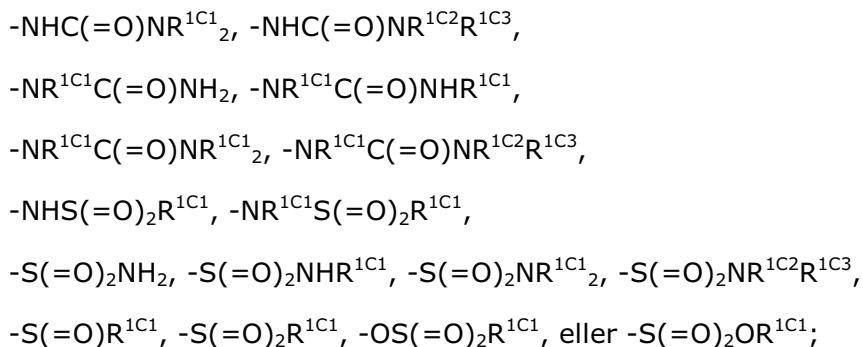 -NHC(=O)NR¹ᶜ¹₂, -NHC(=O)NR¹ᶜ²R¹ᶜ³,
-NR¹ᶜ¹C(=O)NH₂, -NR¹ᶜ¹C(=O)NHR¹ᶜ¹,
-NR¹ᶜ¹C(=O)NR¹ᶜ¹₂, -NR¹ᶜ¹C(=O)NR¹ᶜ²R¹ᶜ³,
-NHS(=O)₂R¹ᶜ¹, -NR¹ᶜ¹S(=O)₂R¹ᶜ¹,
-S(=O)₂NH₂, -S(=O)₂NHR¹ᶜ¹, -S(=O)₂NR¹ᶜ¹₂, -S(=O)₂NR¹ᶜ²R¹ᶜ³,
-S(=O)R¹ᶜ¹, -S(=O)₂R¹ᶜ¹, -OS(=O)₂R¹ᶜ¹, eller -S(=O)₂OR¹ᶜ¹;